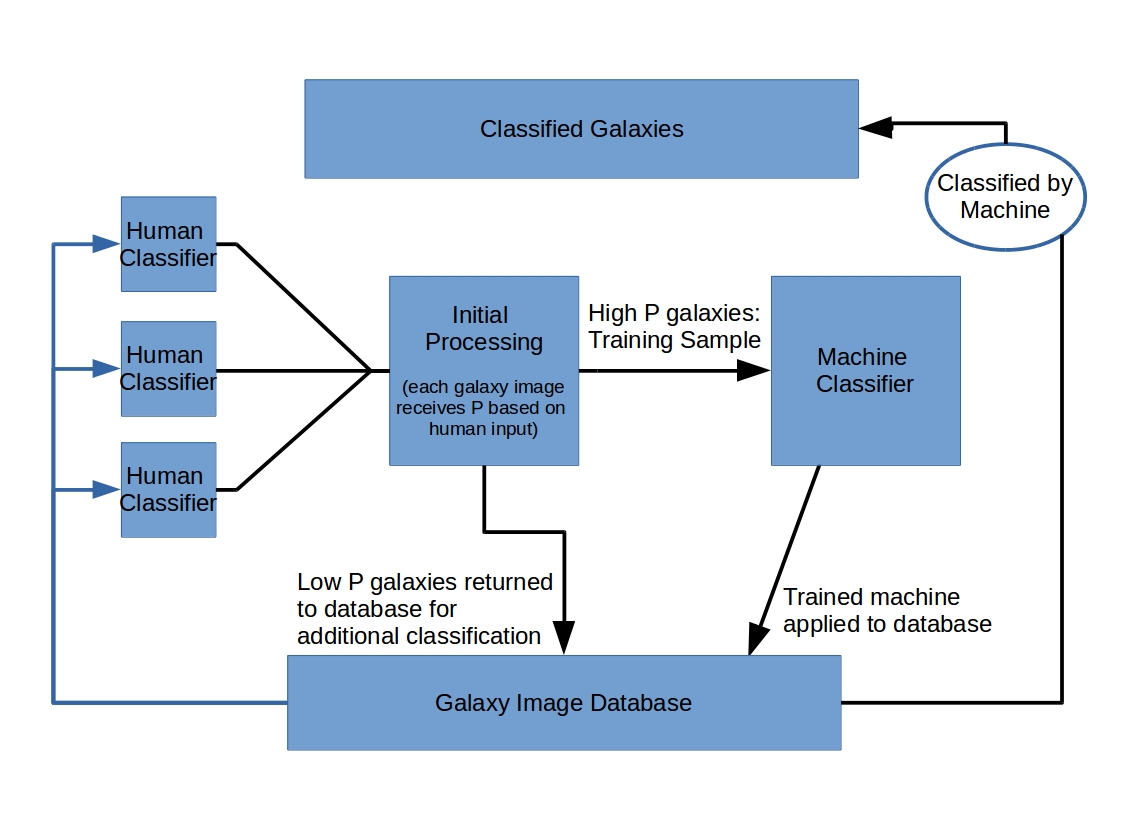 Classified Galaxies
Classified by
Machine
Human
Classifier
Human
Classifier
Human
Classifier
Initial
Processing
(each galaxy image
receives P based on
human input)
High P galaxies:
Training Sample
Machine
Classifier
Low P galaxies returned
to database for
additional classification
Trained machine
applied to database
Galaxy Image Database